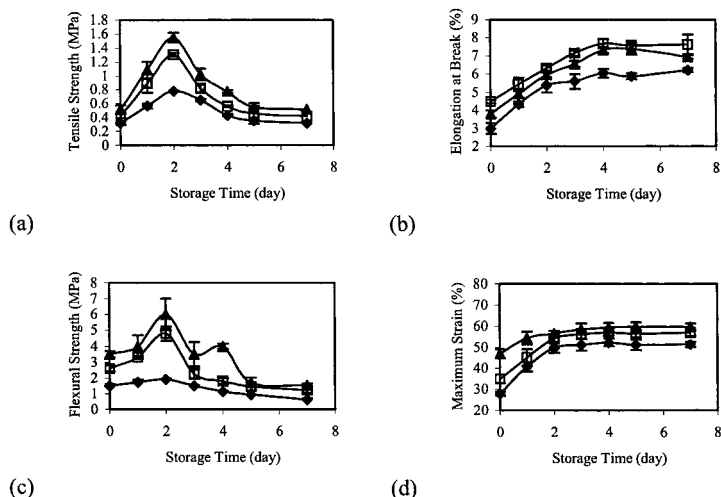 Tensile Strength (MPa)
1.8
1.6
1.4
1.2
1
0.8
0.6
0.4
0.2
0
0 2 4 6 8
Storage Time (day)
(a)
Elongation at Break (%)
9
8
7
6
5
4
3
2
0 2 4 6 8
Storage Time (day)
(b)
Flexural Strength (MPa)
8
7
6
5
4
3
2
1
0
0 2 4 6 8
Storage Time (day)
(c)
Maximum Strain (%)
80
70
60
50
40
30
20
0 2 4 6 8
Storage Time (day)
(d)